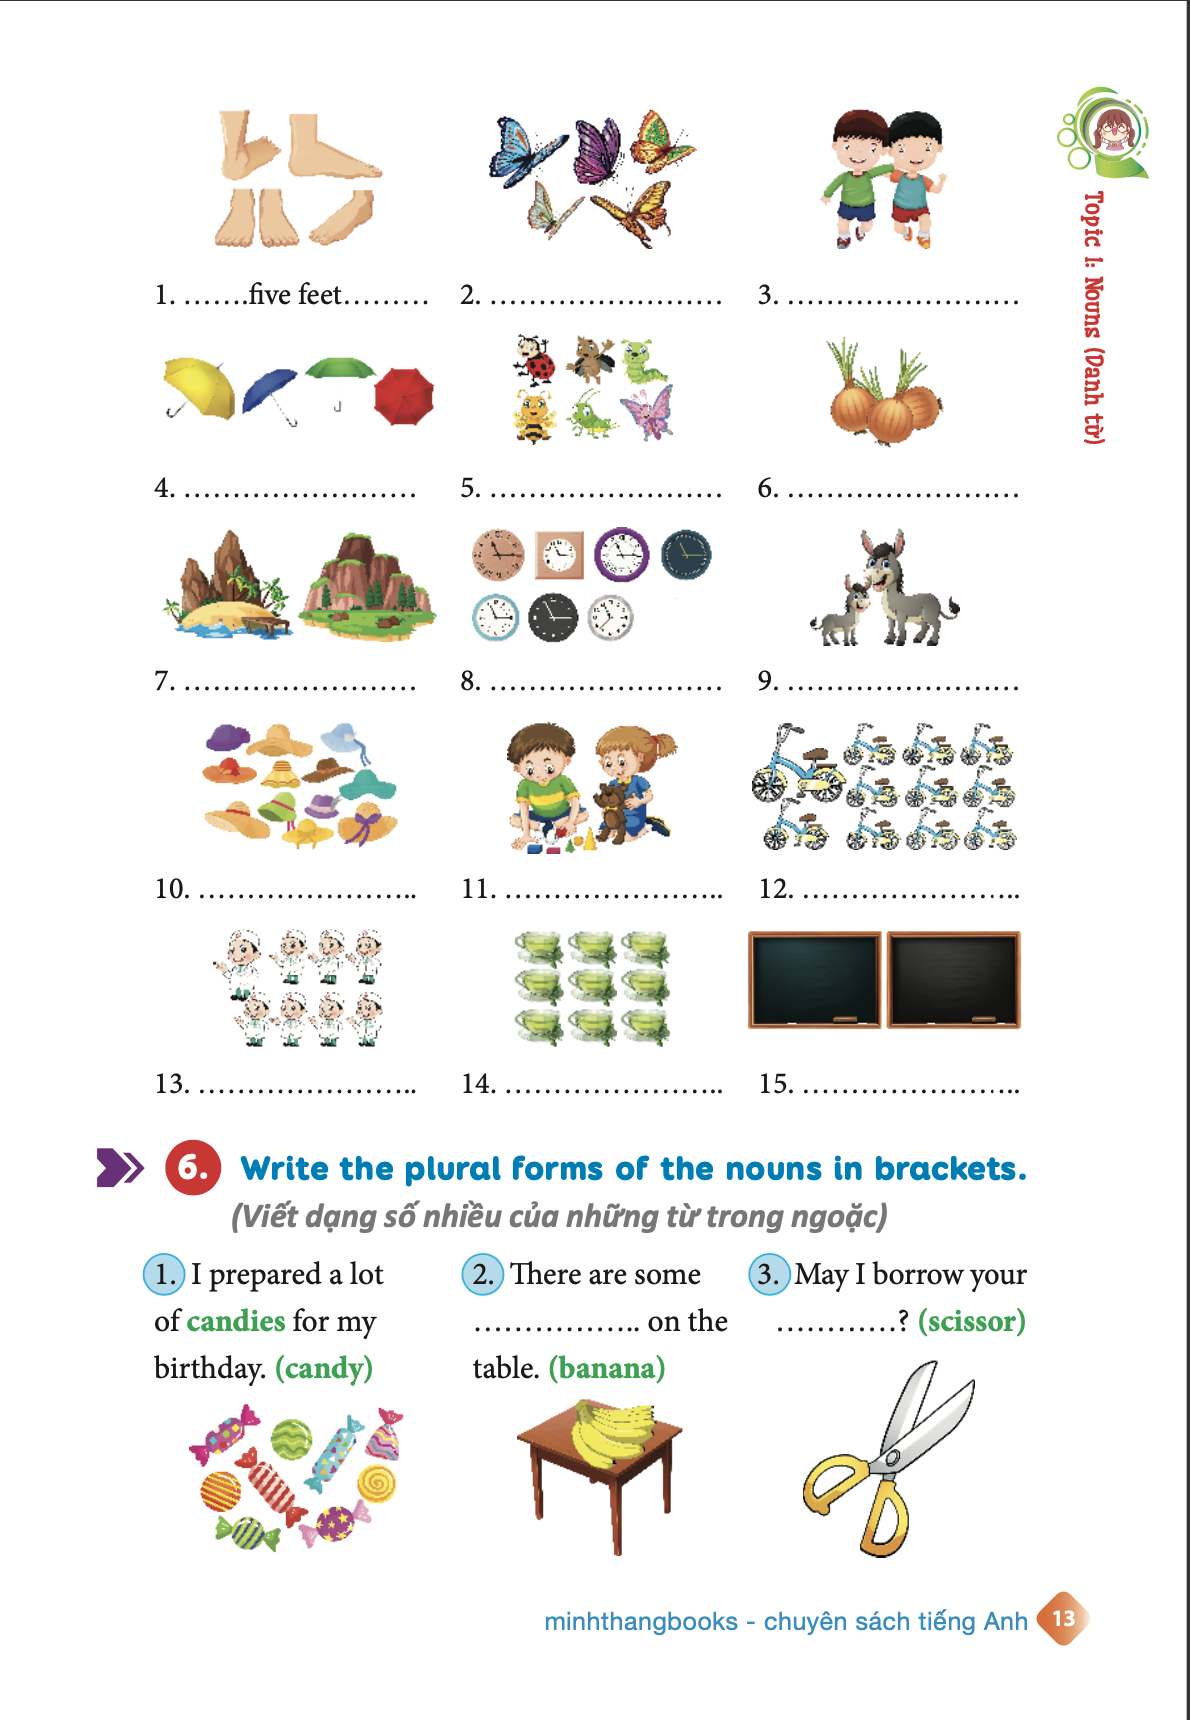 Topic 1: Nouns (Danh từ)
1. …….five feet………
2. ……………………
3. ……………………
4. ……………………
5. ……………………
6. ……………………
7. ……………………
8. ……………………
9. ……………………
10. …………………..
11. …………………..
12. …………………..
13. …………………..
14. …………………..
15. …………………..
6. Write the plural forms of the nouns in brackets.
(Viết dạng số nhiều của những từ trong ngoặc)
1. I prepared a lot
of candies for my
birthday. (candy)
2. There are some
…………….. on the
table. (banana)
3. May I borrow your
…………? (scissor)
minhthangbooks - chuyên sách tiếng Anh 13